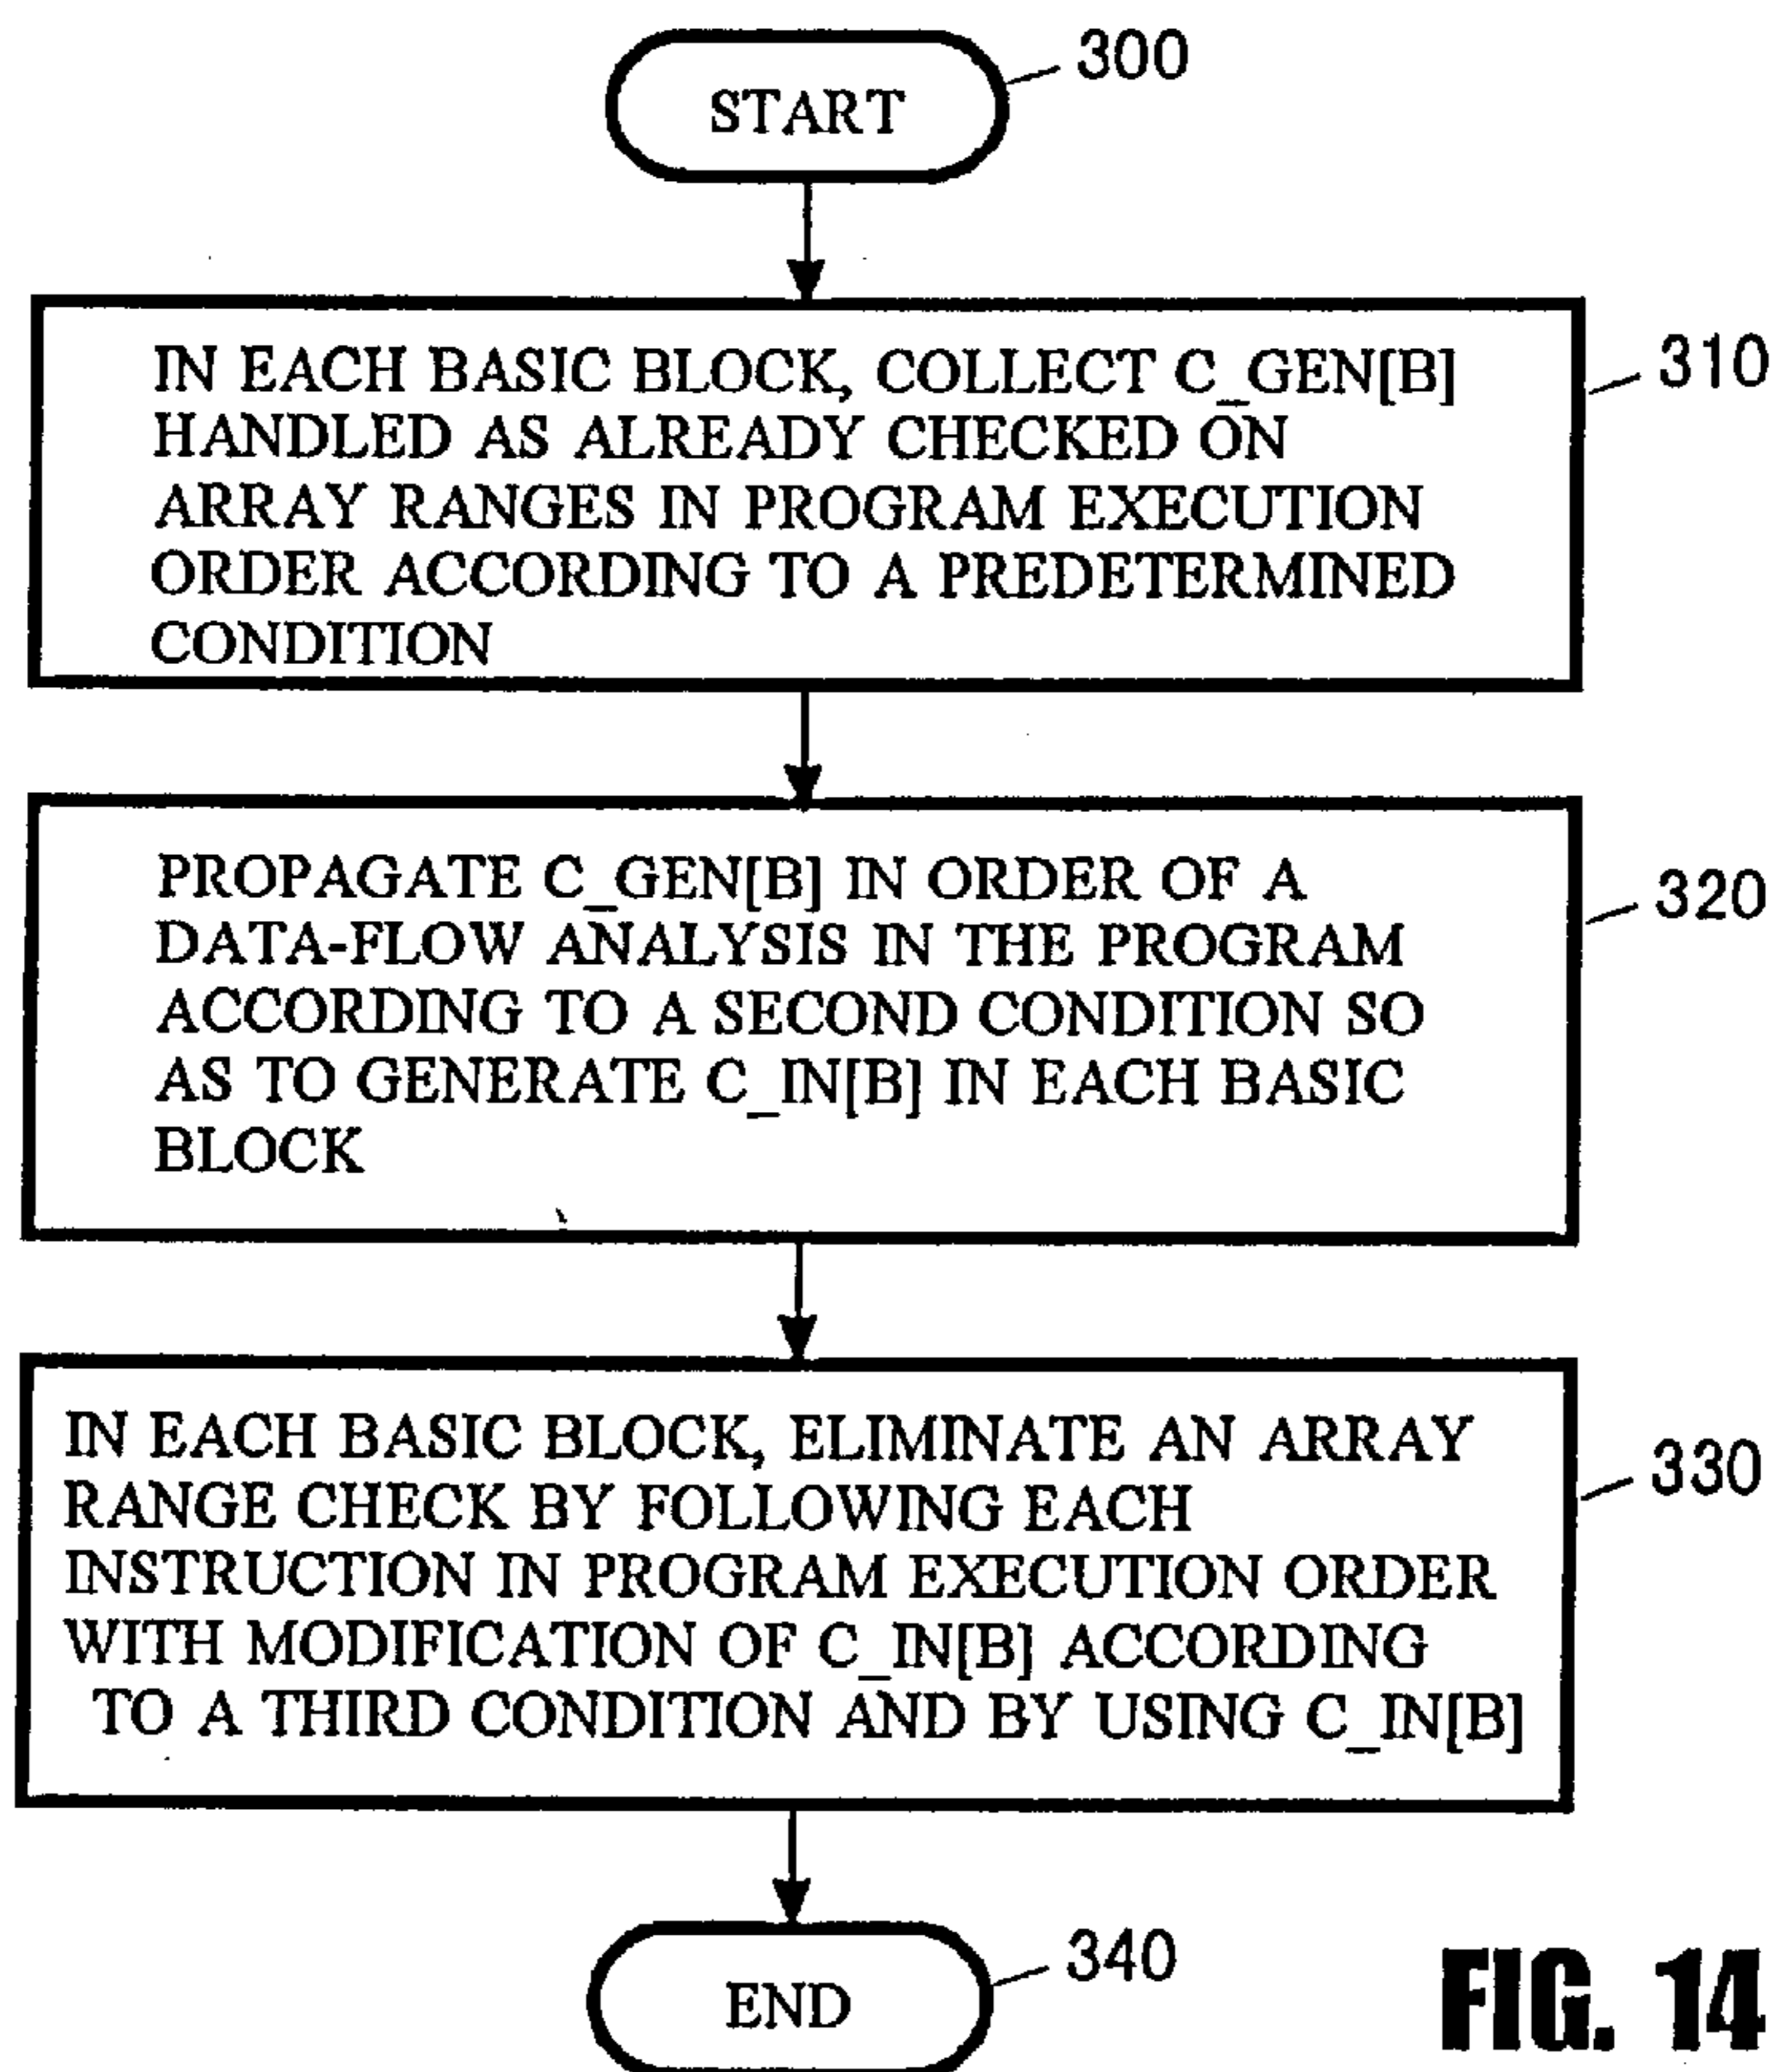 300
START
IN EACH BASIC BLOCK, COLLECT C_GEN[B]
HANDLED AS ALREADY CHECKED ON
ARRAY RANGES IN PROGRAM EXECUTION
ORDER ACCORDING TO A PREDETERMINED
CONDITION
310
PROPAGATE C_GEN[B] IN ORDER OF A
DATA-FLOW ANALYSIS IN THE PROGRAM
ACCORDING TO A SECOND CONDITION SO
AS TO GENERATE C_IN[B] IN EACH BASIC
BLOCK
320
IN EACH BASIC BLOCK, ELIMINATE AN ARRAY
RANGE CHECK BY FOLLOWING EACH
INSTRUCTION IN PROGRAM EXECUTION ORDER
WITH MODIFICATION OF C_IN[B] ACCORDING
TO A THIRD CONDITION AND BY USING C_IN[B]
330
END
340
FIG. 14